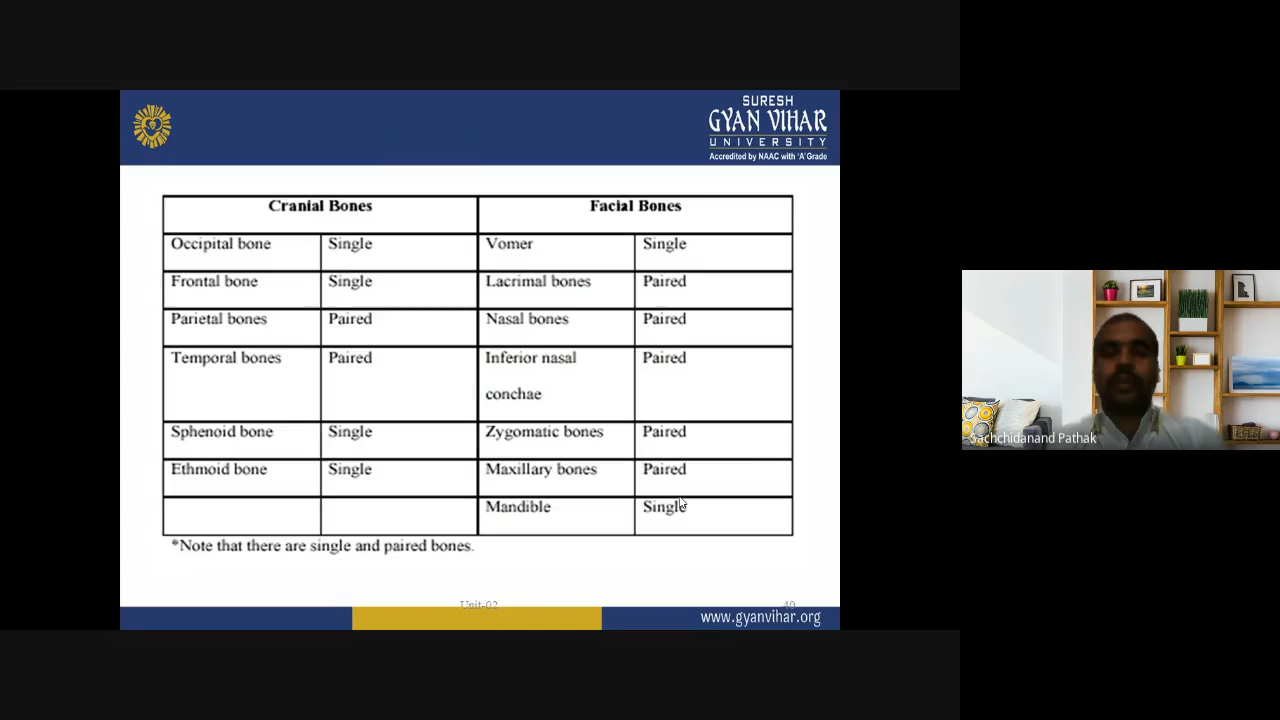 SURESH
GYAN VIHAR
UNIVERSITY
Accredited by NAAC with 'A' Grade
Cranial Bones Facial Bones
Occipital bone Single Vomer Single
Frontal bone Single Lacrimal bones Paired
Parietal bones Paired Nasal bones Paired
Temporal bones Paired Inferior nasal Paired
conchae
Sphenoid bone Single Zygomatic bones Paired
Ethmoid bone Single Maxillary bones Paired
Mandible Single
*Note that there are single and paired bones.
Unit-02 40
www.gyanvihar.org
Sachchidanand Pathak